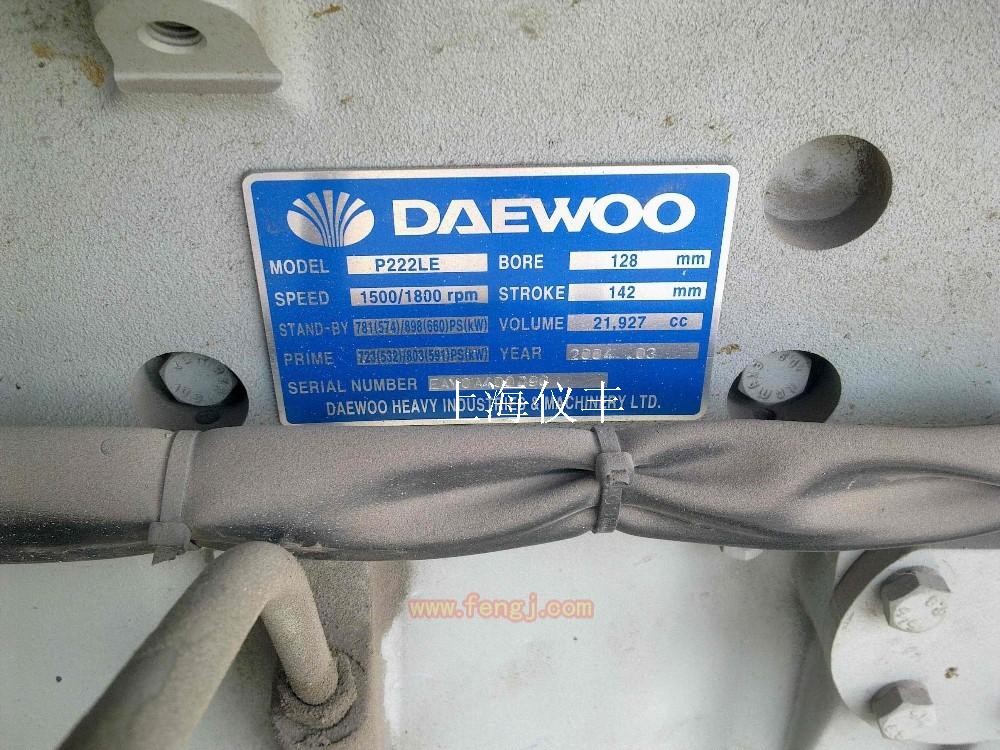 DAEWOO
MODEL P222LE BORE 128 mm
SPEED 1500/1800 rpm STROKE 142 mm
STAND-BY 781(574)/898(660)PS(kW) VOLUME 21,927 cc
PRIME 723(532)/803(591)PS(kW) YEAR 2004 .03
SERIAL NUMBER
上海仪丰
DAEWOO HEAVY INDUSTRIES & MACHINERY LTD.
www.fengj.com